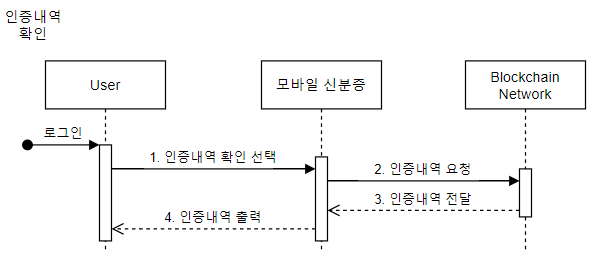 인증내역
확인
User
모바일 신분증
Blockchain
Network
로그인
1. 인증내역 확인 선택
2. 인증내역 요청
3. 인증내역 전달
4. 인증내역 출력